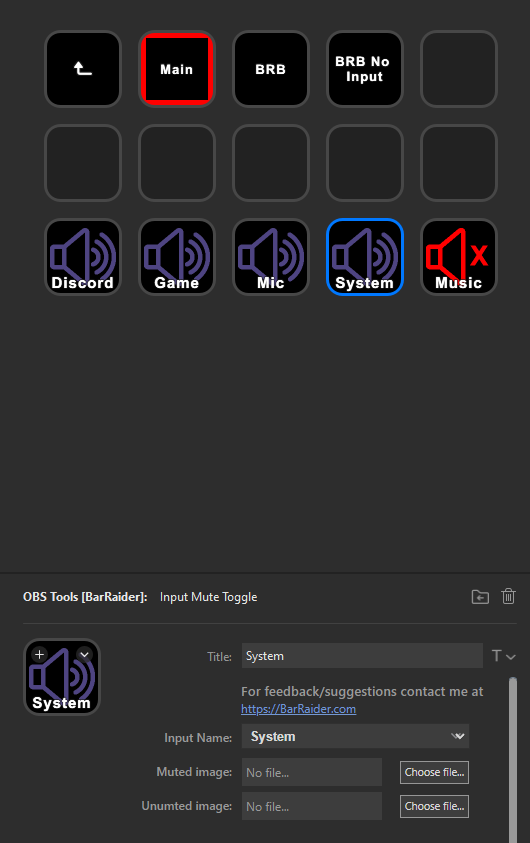 Main
BRB
BRB No
Input
Discord
Game
Mic
System
X
Music
OBS Tools [BarRaider]: Input Mute Toggle
System
Title: System T
For feedback/suggestions contact me at
https://BarRaider.com
Input Name: System
Muted image: No file... Choose file...
Unumted image: No file... Choose file...